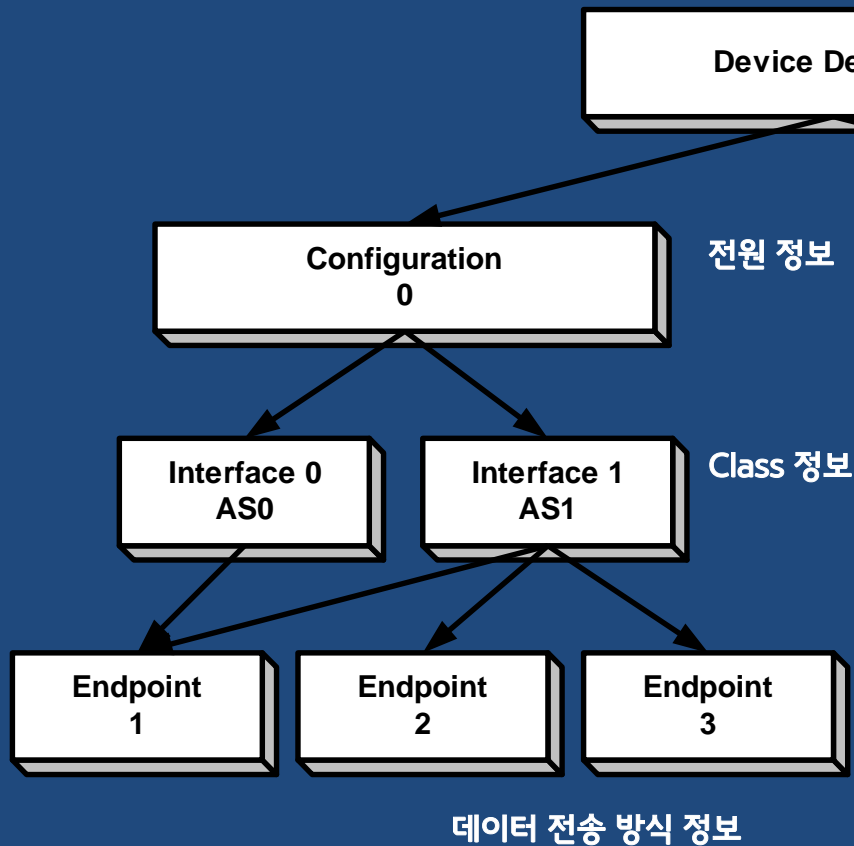 Device De
Configuration
0
전원 정보
Interface 0
AS0
Interface 1
AS1
Class 정보
Endpoint
1
Endpoint
2
Endpoint
3
데이터 전송 방식 정보